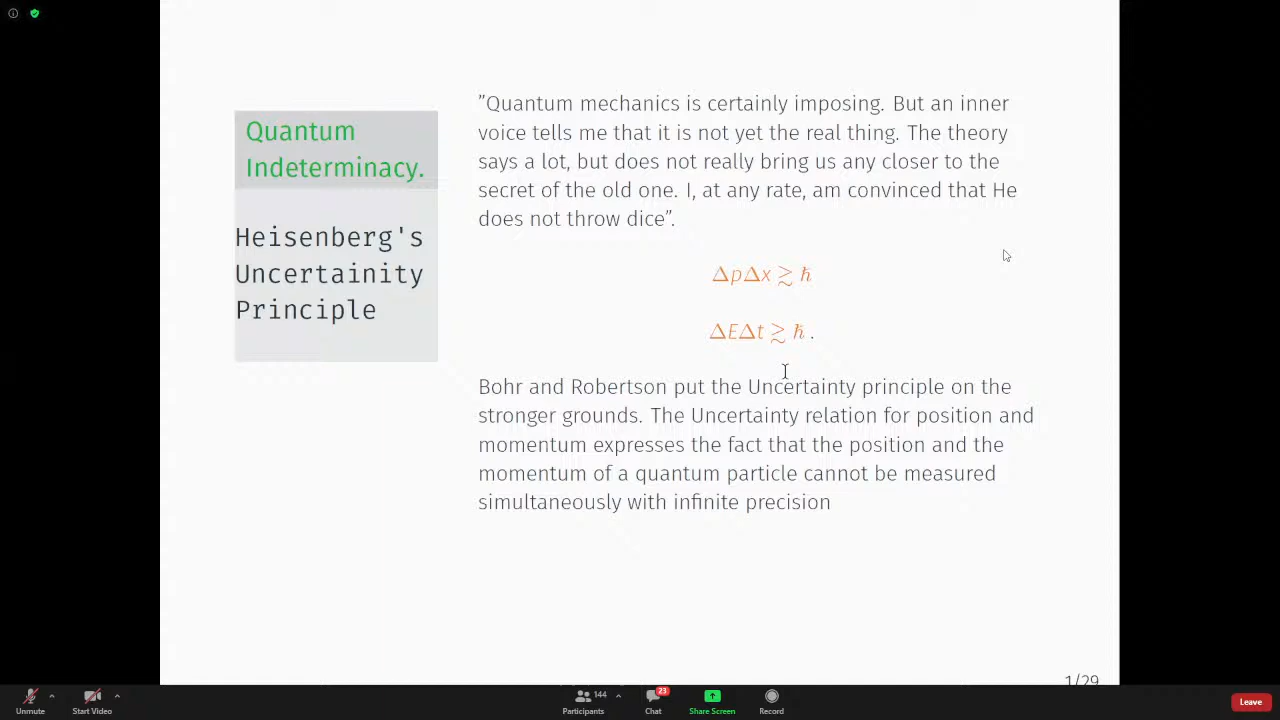 Quantum
Indeterminacy.
Heisenberg's
Uncertainity
Principle
”Quantum mechanics is certainly imposing. But an inner
voice tells me that it is not yet the real thing. The theory
says a lot, but does not really bring us any closer to the
secret of the old one. I, at any rate, am convinced that He
does not throw dice”.
ΔpΔx ≳ ℏ
ΔEΔt ≳ ℏ .
Bohr and Robertson put the Uncertainty principle on the
stronger grounds. The Uncertainty relation for position and
momentum expresses the fact that the position and the
momentum of a quantum particle cannot be measured
simultaneously with infinite precision
1/29
Unmute
Start Video
144
Participants
23
Chat
Share Screen
Record
Leave